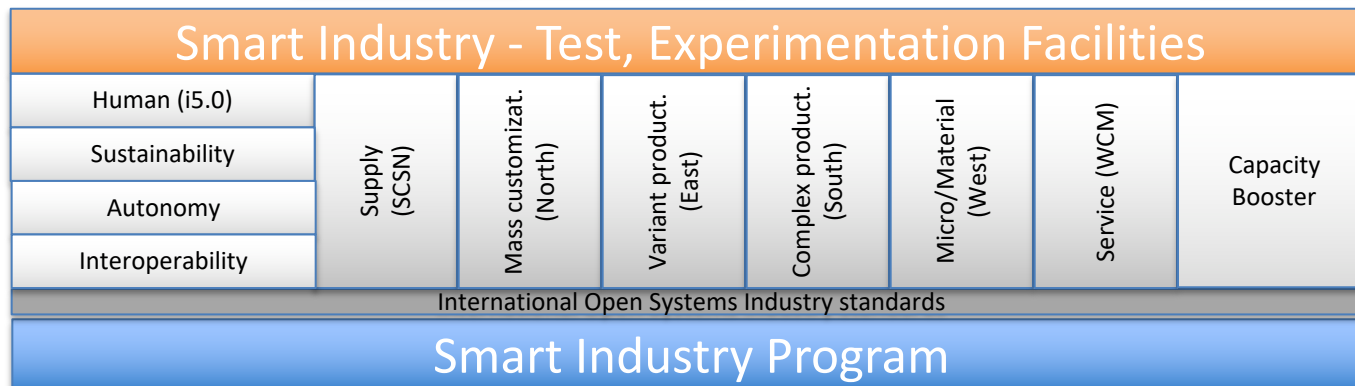 Smart Industry - Test, Experimentation Facilities
Human (i5.0)
Sustainability
Autonomy
Interoperability
Supply
(SCSN)
Mass customizat.
(North)
Variant product.
(East)
Complex product.
(South)
Micro/Material
(West)
Service (WCM)
Capacity
Booster
International Open Systems Industry standards
Smart Industry Program